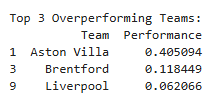 Top 3 Overperforming Teams:
Team Performance
1 Aston Villa 0.405094
3 Brentford 0.118449
9 Liverpool 0.062066